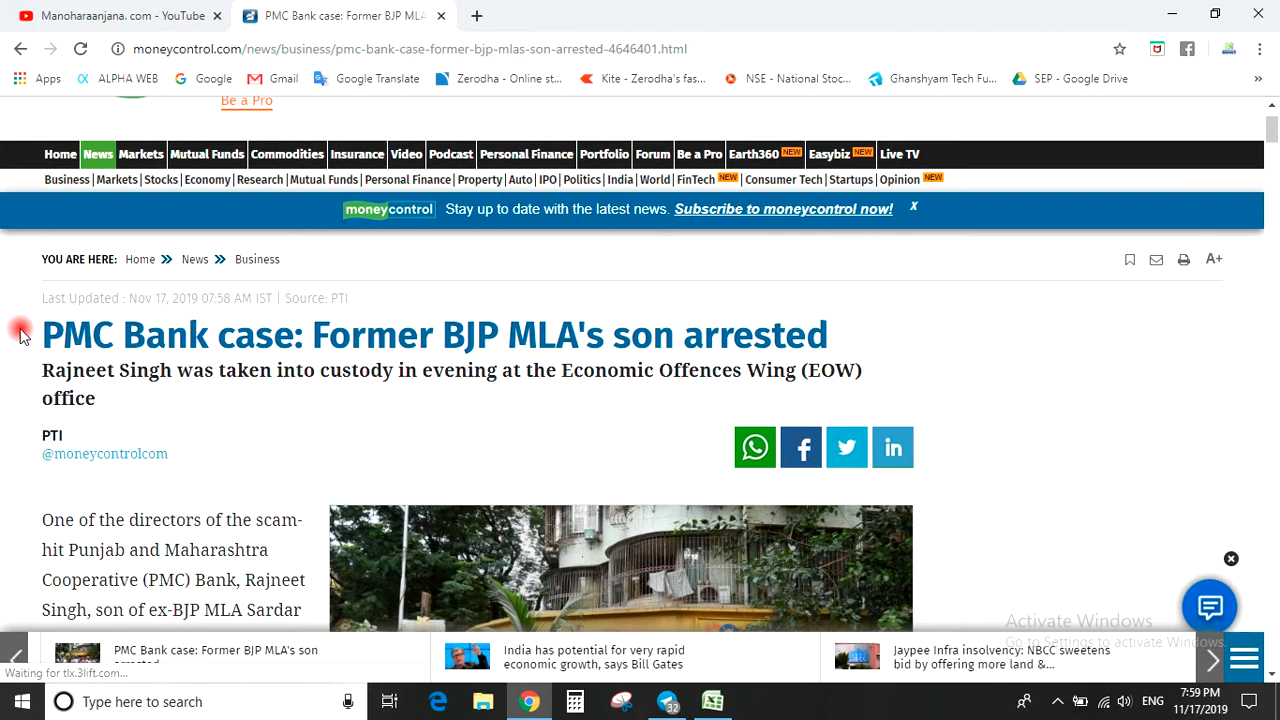 Manoharaanjana. com - YouTube
PMC Bank case: Former BJP MLA
moneycontrol.com/news/business/pmc-bank-case-former-bjp-mlas-son-arrested-4646401.html
Apps
ALPHA WEB
Google
Gmail
Google Translate
Zerodha - Online st...
Kite - Zerodha's fas...
NSE - National Stoc...
Ghanshyam Tech Fu...
SEP - Google Drive
»
Be a Pro
Home News Markets Mutual Funds Commodities Insurance Video Podcast Personal Finance Portfolio Forum Be a Pro Earth360 NEW Easybiz NEW Live TV
Business | Markets | Stocks | Economy | Research | Mutual Funds | Personal Finance | Property | Auto | IPO | Politics | India | World | FinTech NEW | Consumer Tech | Startups | Opinion NEW
moneycontrol Stay up to date with the latest news. Subscribe to moneycontrol now! X
YOU ARE HERE: Home News Business
A+
Last Updated : Nov 17, 2019 07:58 AM IST | Source: PTI
PMC Bank case: Former BJP MLA's son arrested
Rajneet Singh was taken into custody in evening at the Economic Offences Wing (EOW)
office
PTI
@moneycontrolcom
One of the directors of the scam-
hit Punjab and Maharashtra
Cooperative (PMC) Bank, Rajneet
Singh, son of ex-BJP MLA Sardar
Activate Windows
Go to Settings to activate Windows.
PMC Bank case: Former BJP MLA's son
arrested
India has potential for very rapid
economic growth, says Bill Gates
Jaypee Infra insolvency: NBCC sweetens
bid by offering more land &...
Waiting for tlx.3lift.com...
Type here to search
32
ENG
7:59 PM
11/17/2019